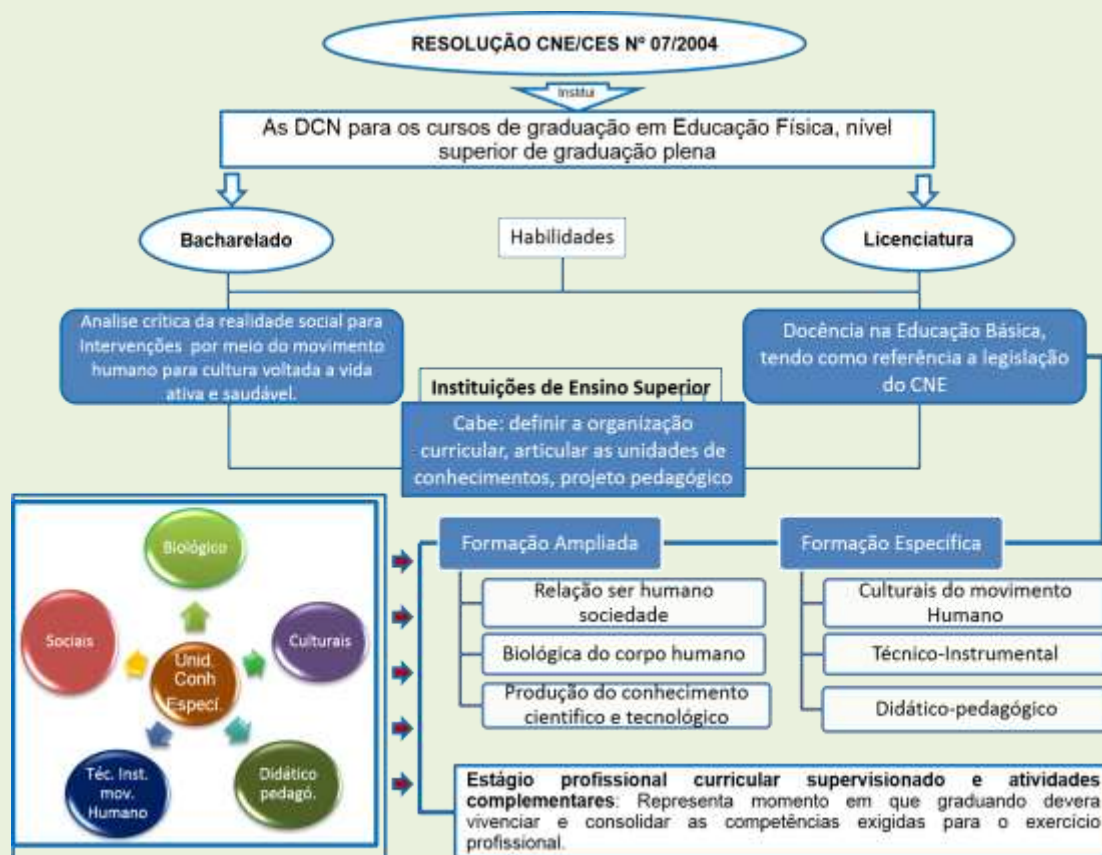 RESOLUÇÃO CNE/CES Nº 07/2004
Institui
As DCN para os cursos de graduação em Educação Física, nível
superior de graduação plena
Bacharelado
Habilidades
Licenciatura
Analise crítica da realidade social para
Intervenções por meio do movimento
humano para cultura voltada a vida
ativa e saudável.
Docência na Educação Básica,
tendo como referência a legislação
do CNE
Instituições de Ensino Superior
Cabe: definir a organização
curricular, articular as unidades de
conhecimentos, projeto pedagógico
Biológico
Sociais
Culturais
Unid.
Conh
Específ.
Téc. Inst.
mov.
Humano
Didático
pedagó.
Formação Ampliada
Relação ser humano
sociedade
Biológica do corpo humano
Produção do conhecimento
cientifico e tecnológico
Formação Específica
Culturais do movimento
Humano
Técnico-Instrumental
Didático-pedagógico
Estágio profissional curricular supervisionado e atividades
complementares: Representa momento em que graduando devera
vivenciar e consolidar as competências exigidas para o exercício
profissional.